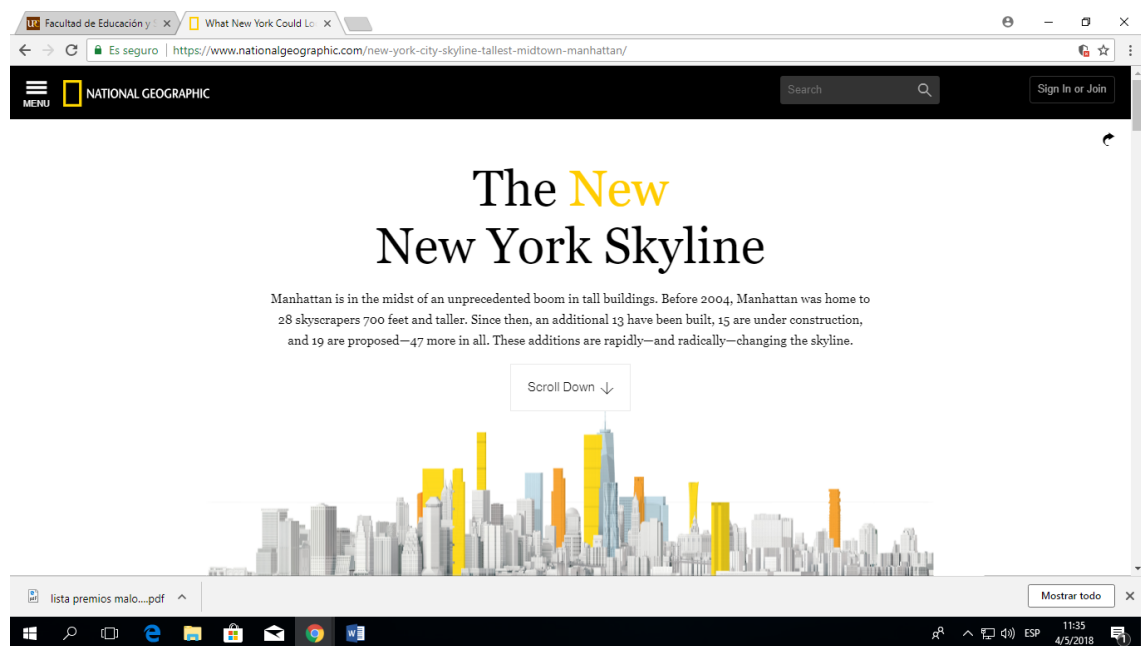 Facultad de Educación y S
What New York Could Lo
Es seguro
https://www.nationalgeographic.com/new-york-city-skyline-tallest-midtown-manhattan/
MENU
NATIONAL GEOGRAPHIC
Search
Sign In or Join
The New
New York Skyline
Manhattan is in the midst of an unprecedented boom in tall buildings. Before 2004, Manhattan was home to
28 skyscrapers 700 feet and taller. Since then, an additional 13 have been built, 15 are under construction,
and 19 are proposed—47 more in all. These additions are rapidly—and radically—changing the skyline.
Scroll Down
lista premios malo....pdf
Mostrar todo
ESP
11:35
4/5/2018
1